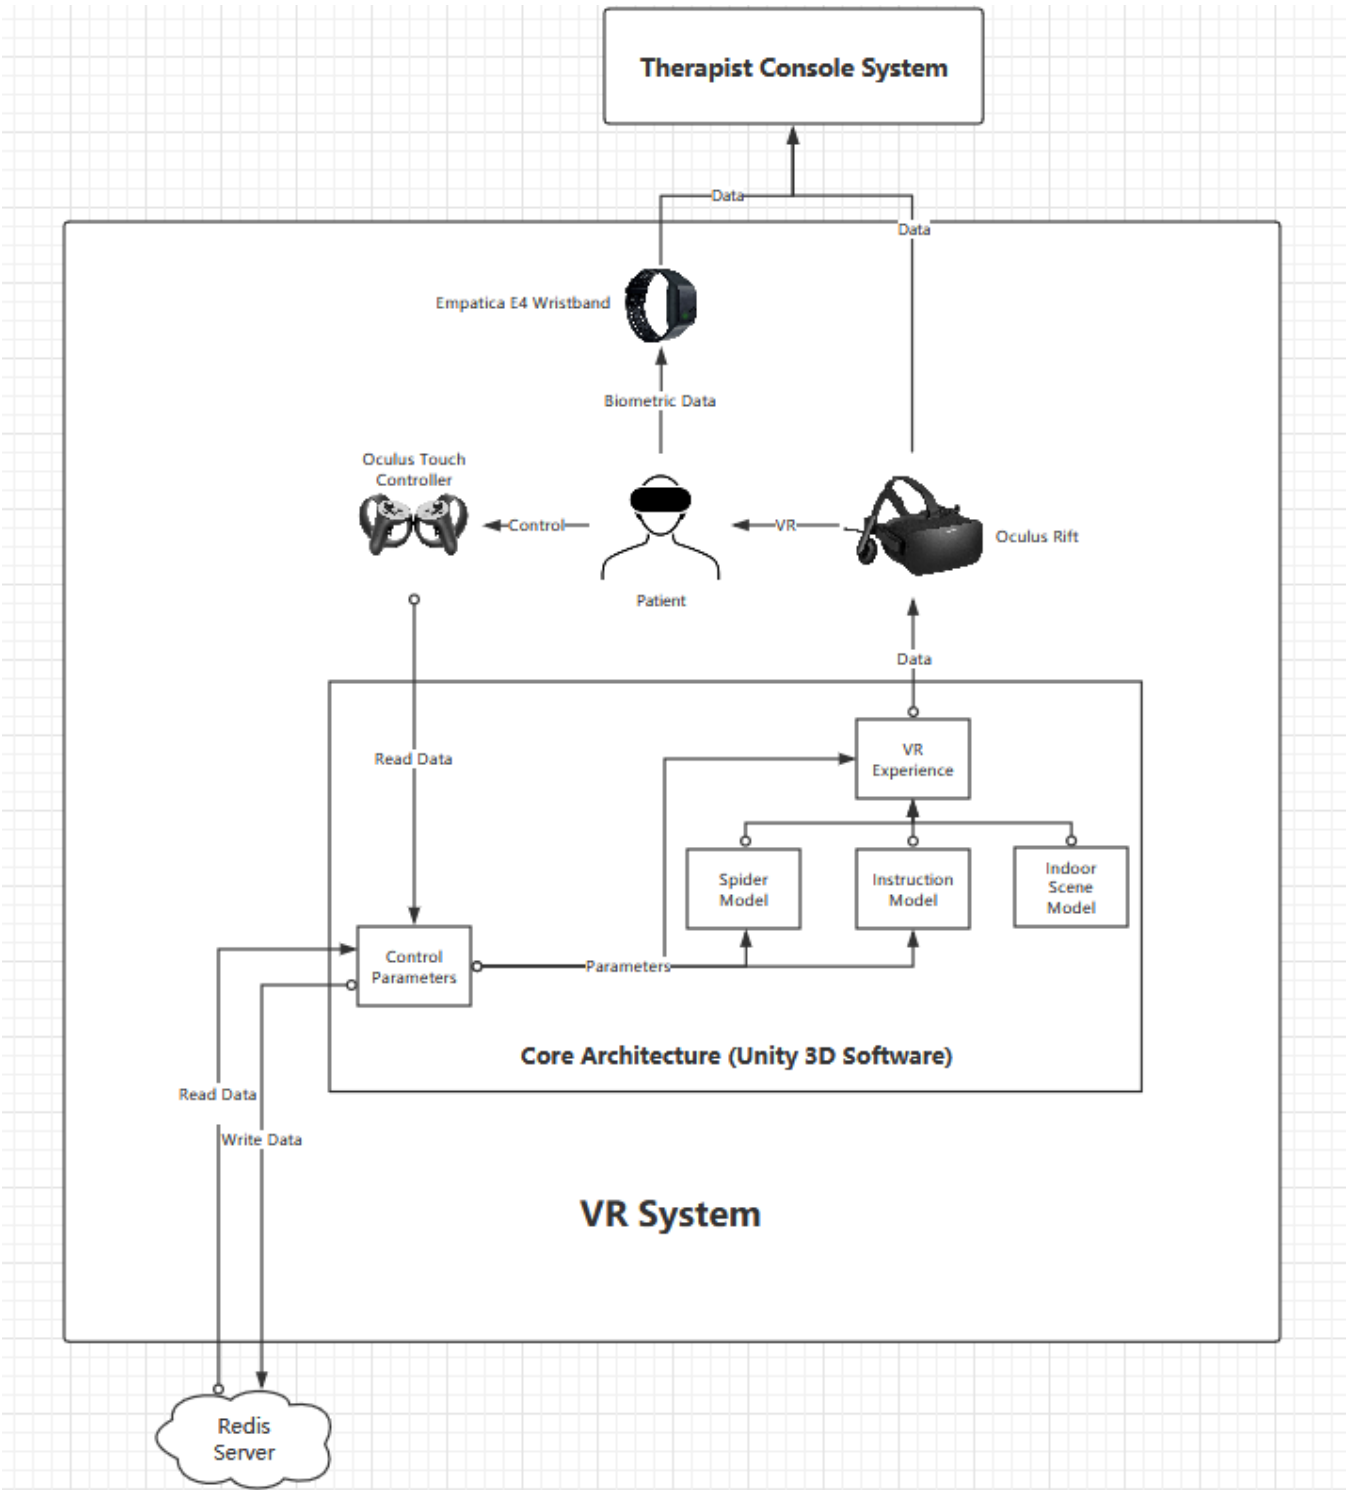 Therapist Console System
Data
Data
Empatica E4 Wristband
Biometric Data
Oculus Touch
Controller
Control
VR
Oculus Rift
Patient
Data
Read Data
VR
Experience
Spider
Model
Instruction
Model
Indoor
Scene
Model
Control
Parameters
Parameters
Core Architecture (Unity 3D Software)
Read Data
Write Data
VR System
Redis
Server